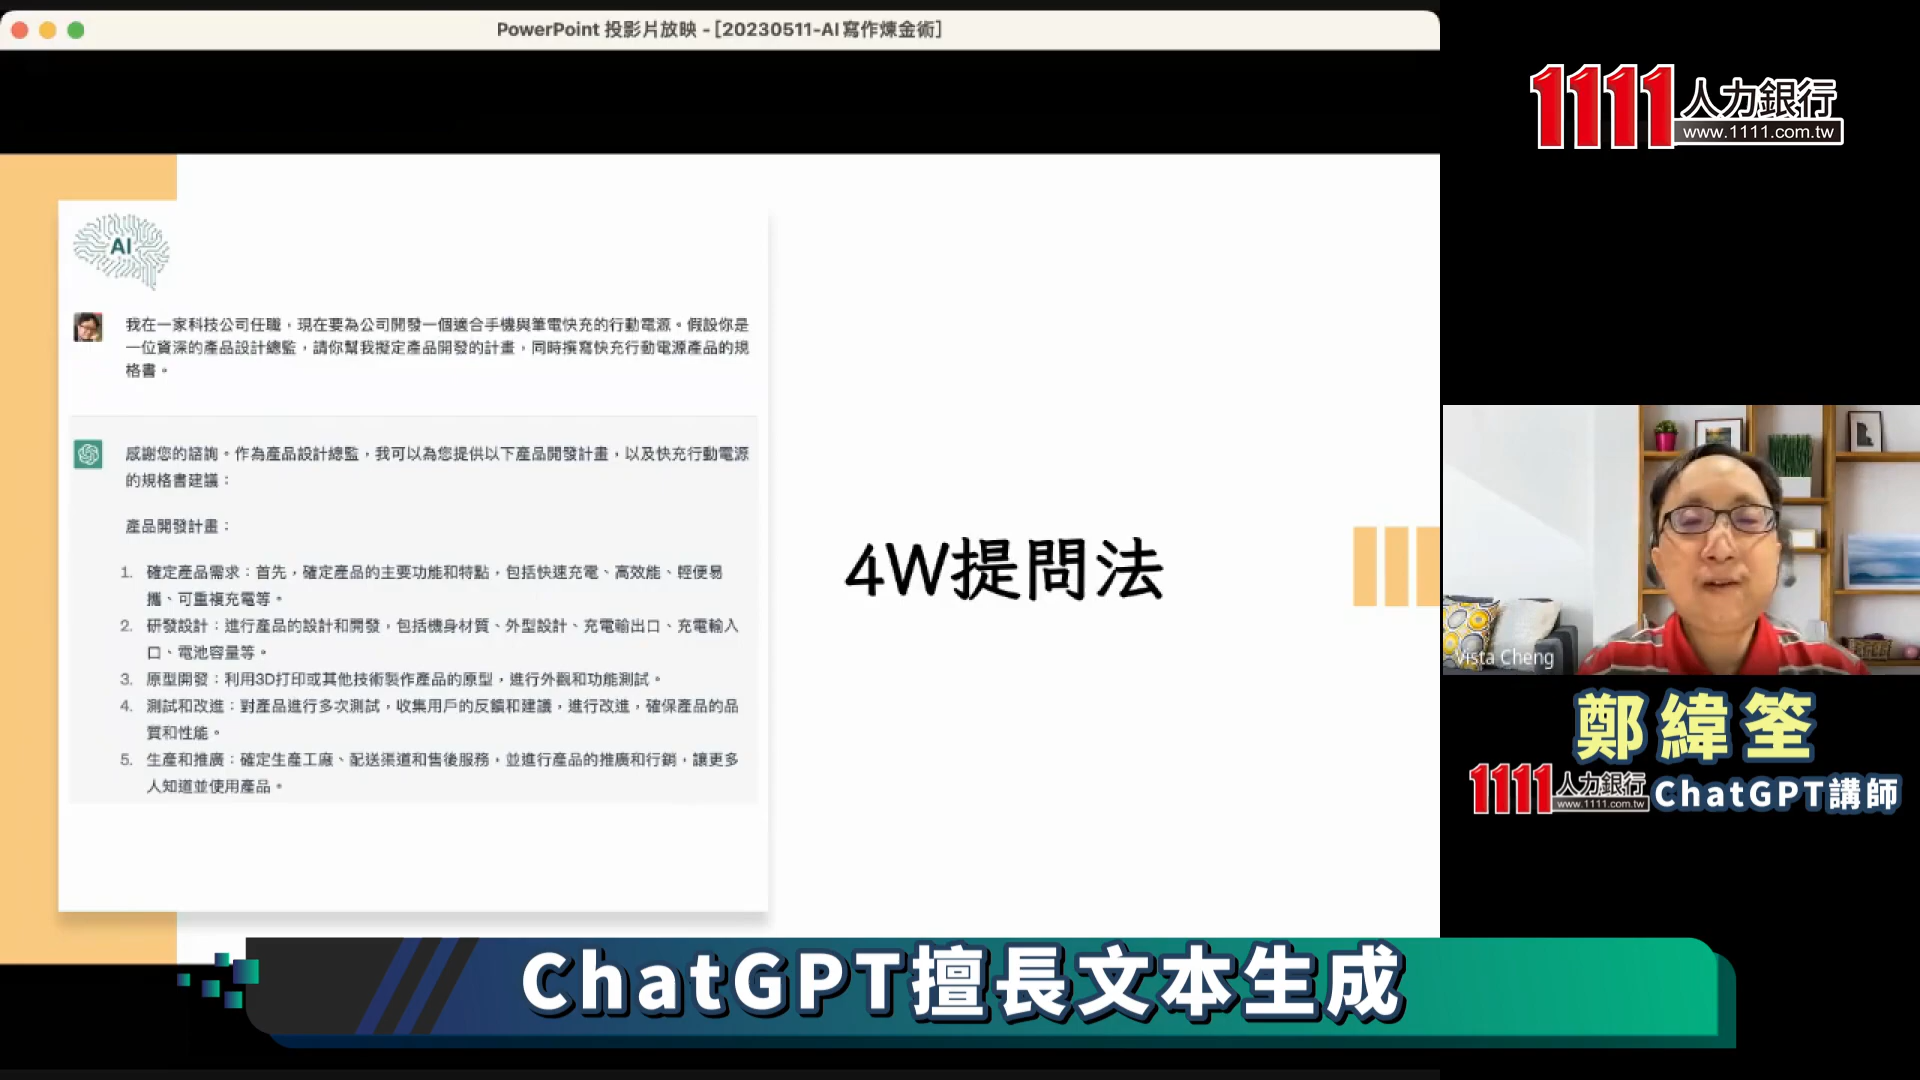 PowerPoint 投影片放映 - [20230511-AI寫作煉金術]
1111人力銀行
www.1111.com.tw
AI
我在一家科技公司任職，現在要為公司開發一個適合手機與筆電快充的行動電源。假設你是
一位資深的產品設計總監，請你幫我擬定產品開發的計畫，同時撰寫快充行動電源產品的規
格書。
感謝您的諮詢。作為產品設計總監，我可以為您提供以下產品開發計畫，以及快充行動電源
的規格書建議：
產品開發計畫：
1. 確定產品需求：首先，確定產品的主要功能和特點，包括快速充電、高效能、輕便易
攜、可重複充電等。
2. 研發設計：進行產品的設計和開發，包括機身材質、外型設計、充電輸出口、充電輸入
口、電池容量等。
3. 原型開發：利用3D打印或其他技術製作產品的原型，進行外觀和功能測試。
4. 測試和改進：對產品進行多次測試，收集用戶的反饋和建議，進行改進，確保產品的品
質和性能。
5. 生產和推廣：確定生產工廠、配送渠道和售後服務，並進行產品的推廣和行銷，讓更多
人知道並使用產品。
4W提問法
Vista Cheng
鄭緯筌
1111人力銀行 www.1111.com.tw ChatGPT講師
ChatGPT擅長文本生成